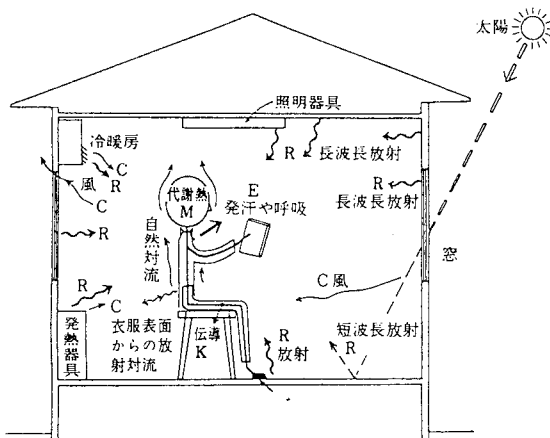 太陽
照明器具
冷暖房
C
R
風
C
R
長波長放射
R
長波長放射
代謝熱
M
E
発汗や呼吸
自然対流
R
窓
C風
R
C
発熱器具
衣服表面
からの放
射対流
伝導
K
R
放射
短波長放射
R